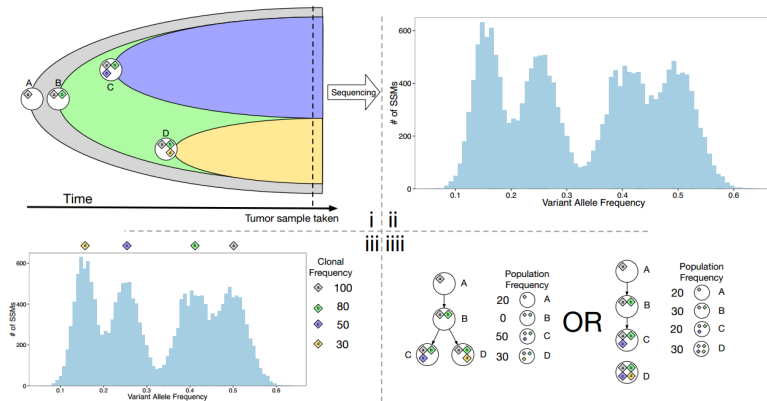 A
B
C
D
a
a
b
a
b
c
a
b
d
Time
Tumor sample taken
Sequencing
i
ii
iii
iiii
# of SSMs
600
400
200
0
0.1
0.2
0.3
0.4
0.5
0.6
Variant Allele Frequency
# of SSMs
600
400
200
0
0.1
0.2
0.3
0.4
0.5
0.6
Variant Allele Frequency
Clonal
Frequency
100
80
50
30
A
B
C
D
Population
Frequency
20 A
0 B
50 C
30 D
OR
A
B
C
D
Population
Frequency
20 A
30 B
20 C
30 D